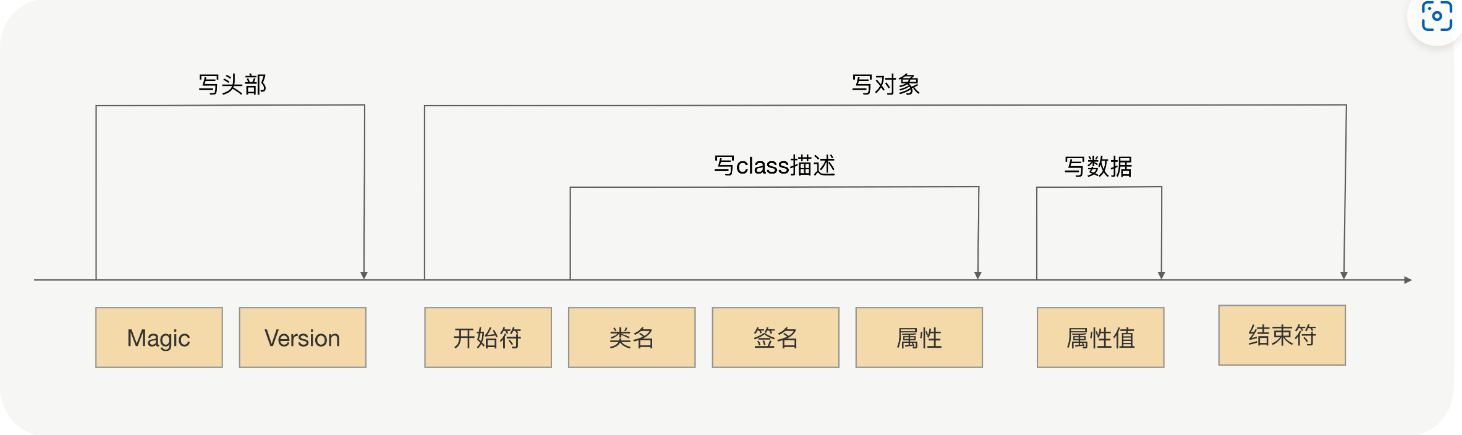 写头部
写对象
写class描述
写数据
Magic
Version
开始符
类名
签名
属性
属性值
结束符